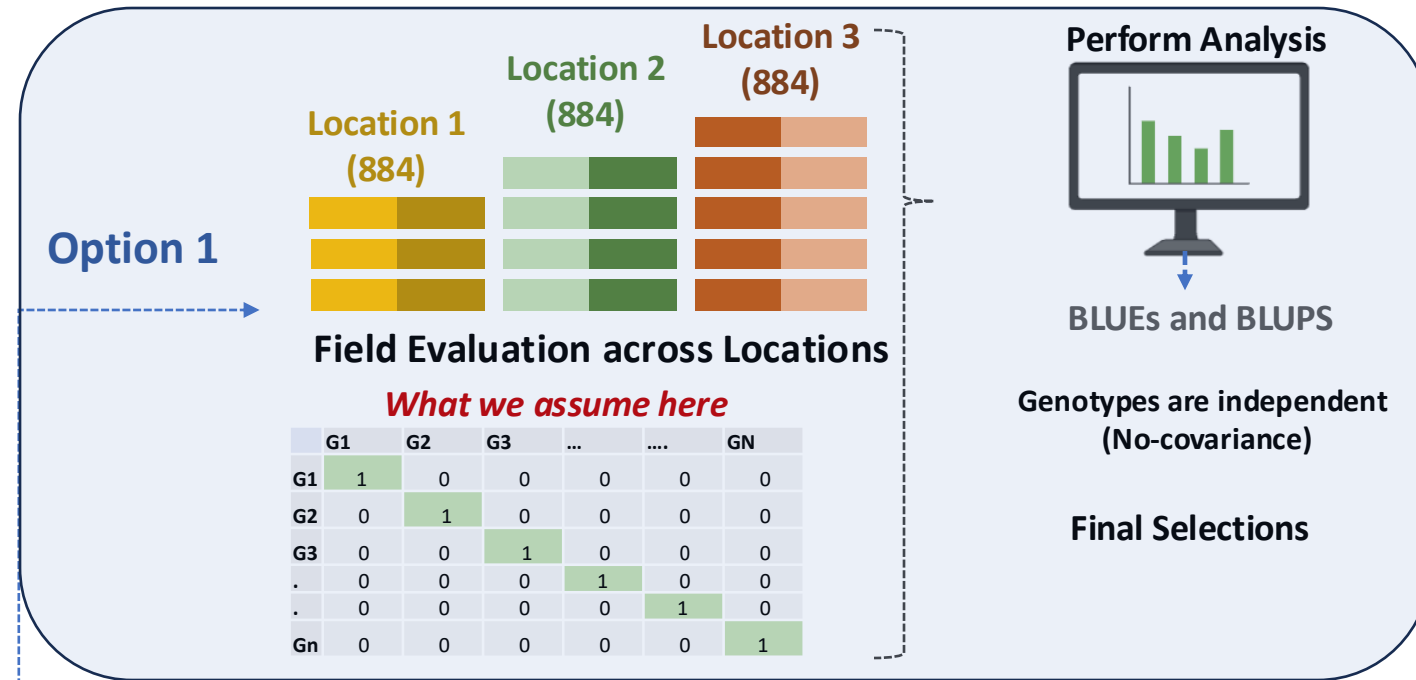 Option 1
Location 1
(884)
Location 2
(884)
Location 3
(884)
Field Evaluation across Locations
What we assume here
G1 G2 G3 ... .... GN
G1 1 0 0 0 0 0
G2 0 1 0 0 0 0
G3 0 0 1 0 0 0
. 0 0 0 1 0 0
. 0 0 0 0 1 0
Gn 0 0 0 0 0 1
Perform Analysis
BLUEs and BLUPS
Genotypes are independent
(No-covariance)
Final Selections